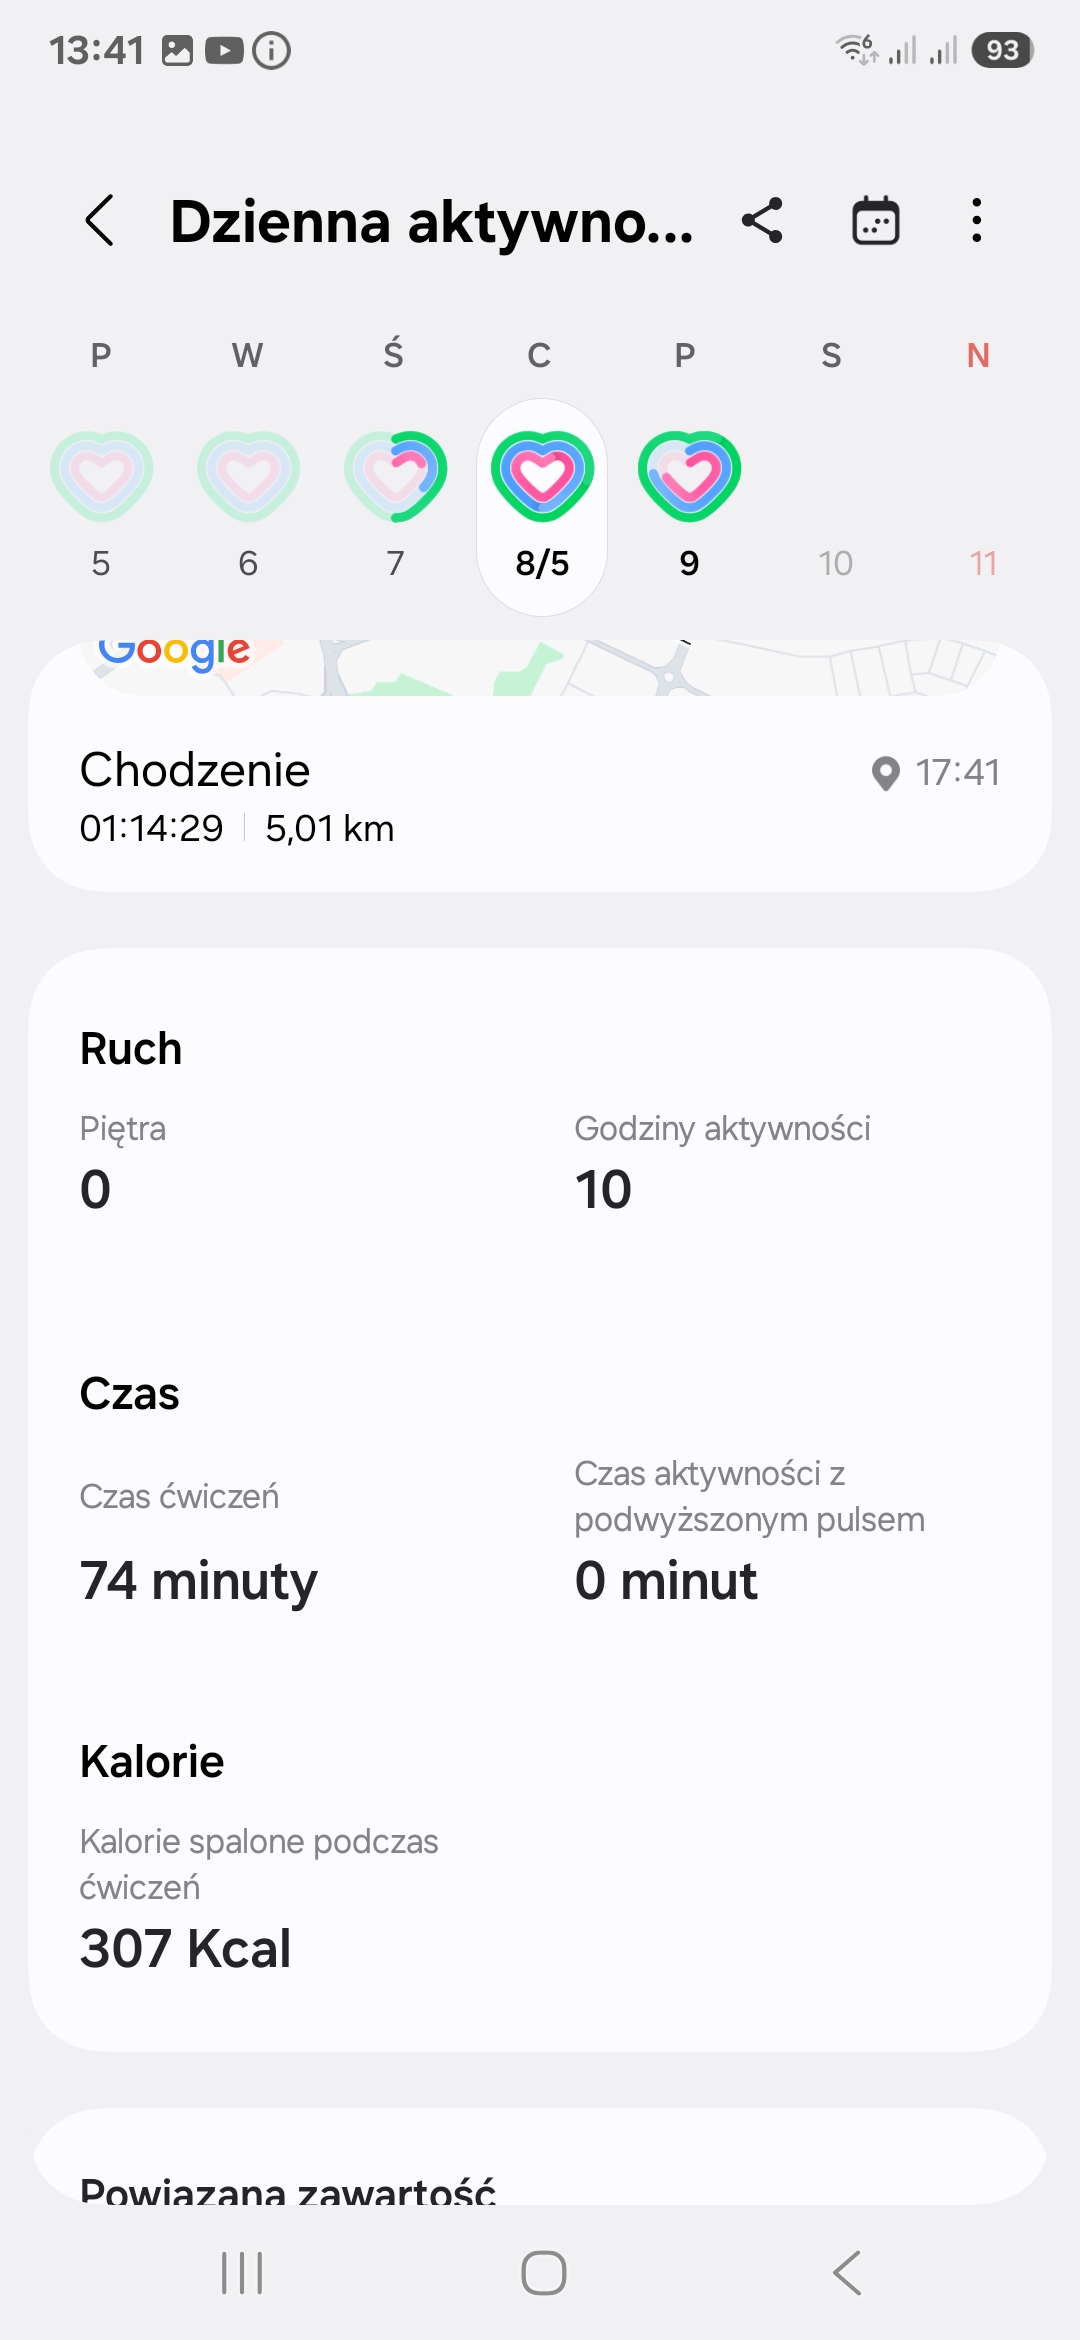 13:41 6 93
Dzienna aktywno...
P W Ś C P S N
5 6 7 8/5 9 10 11
Google
Chodzenie 17:41
01:14:29 5,01 km
Ruch
Piętra Godziny aktywności
0 10
Czas
Czas ćwiczeń Czas aktywności z
podwyższonym pulsem
74 minuty 0 minut
Kalorie
Kalorie spalone podczas
ćwiczeń
307 Kcal
Powiązana zawartość